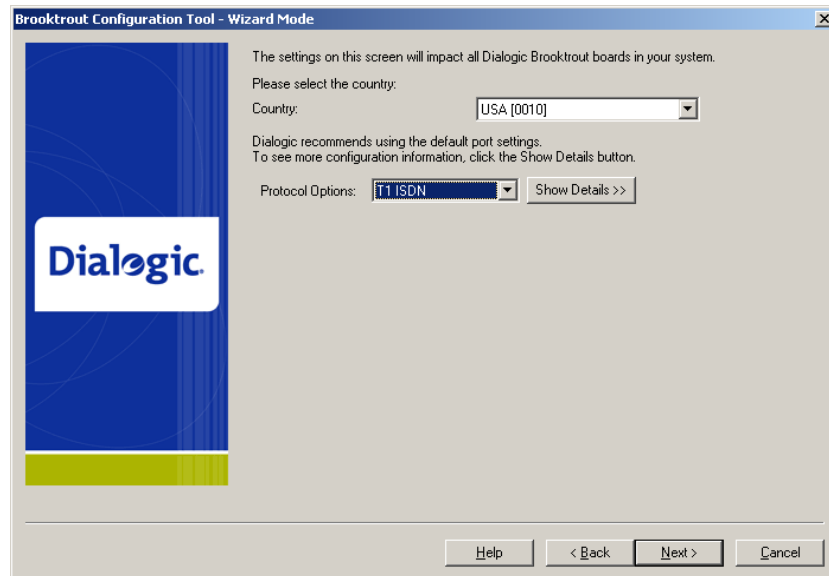 Brooktrout Configuration Tool - Wizard Mode
The settings on this screen will impact all Dialogic Brooktrout boards in your system.
Please select the country:
Country: USA [0010]
Dialogic recommends using the default port settings.
To see more configuration information, click the Show Details button.
Protocol Options: T1 ISDN Show Details >>
Dialogic.
Help < Back Next > Cancel